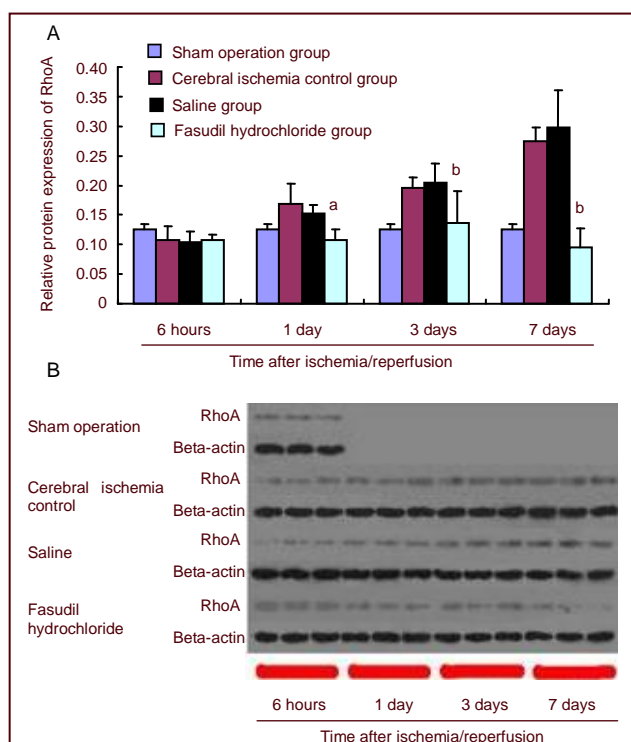 A
Relative protein expression of RhoA
Sham operation group
Cerebral ischemia control group
Saline group
Fasudil hydrochloride group
0.40
0.30
0.25
0.20
0.15
0.10
0.00
0
a
b
b
6 hours 1 day 3 days 7 days
Time after ischemia/reperfusion
B
Sham operation
RhoA
Beta-actin
Cerebral ischemia
control
RhoA
Beta-actin
Saline
RhoA
Beta-actin
Fasudil
hydrochloride
RhoA
Beta-actin
6 hours 1 day 3 days 7 days
Time after ischemia/reperfusion